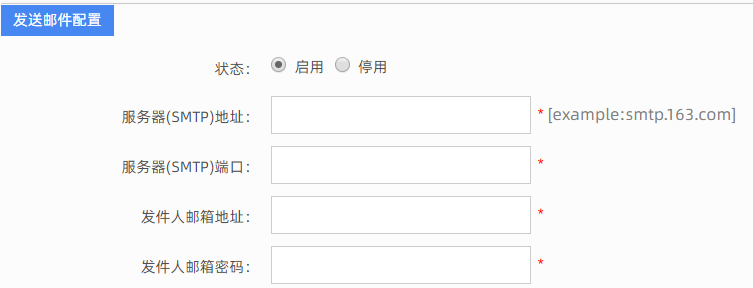 发送邮件配置
状态： 启用 停用
服务器(SMTP)地址： * [example:smtp.163.com]
服务器(SMTP)端口： *
发件人邮箱地址： *
发件人邮箱密码： *